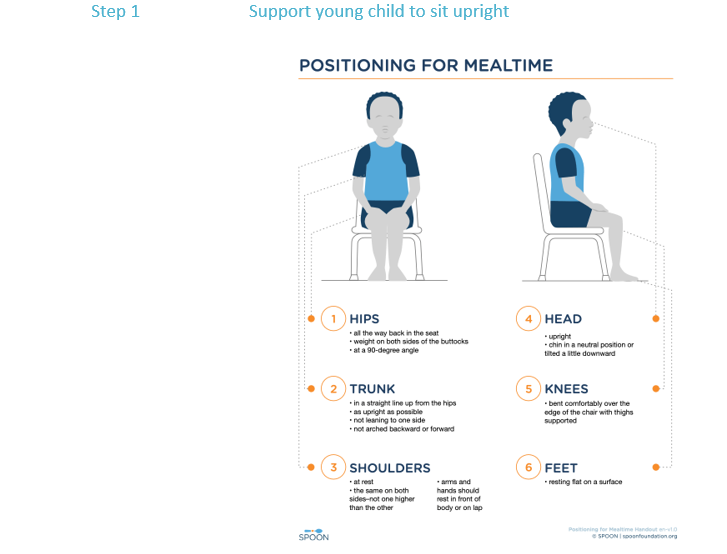 Step 1 Support young child to sit upright
POSITIONING FOR MEALTIME
1 HIPS
• all the way back in the seat
• weight on both sides of the buttocks
• at a 90-degree angle
4 HEAD
• upright
• chin in a neutral position or
tilted a little downward
2 TRUNK
• in a straight line up from the hips
• as upright as possible
• not leaning to one side
• not arched backward or forward
5 KNEES
• bent comfortably over the
edge of the chair with thighs
supported
3 SHOULDERS
• at rest
• the same on both
sides–not one higher
than the other
• arms and
hands should
rest in front of
body or on lap
6 FEET
• resting flat on a surface
SPOON
Positioning for Mealtime Handout en-v1.0
© SPOON | spoonfoundation.org